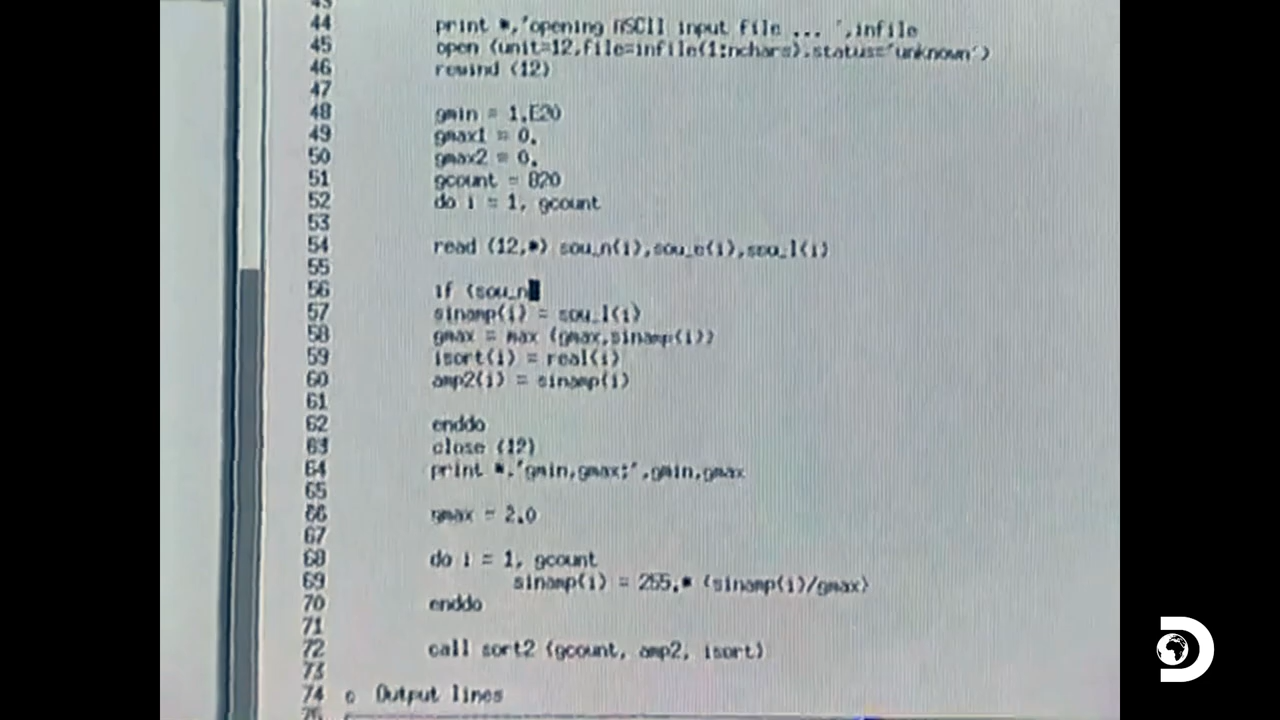 44 print *,'opening ASCII input file ... ',infile
45 open (unit=12,file=infile(1:nchars),status='unknown')
46 rewind (12)
47
48 gmin = 1.E20
49 gmax1 = 0.
50 gmax2 = 0.
51 gcount = 820
52 do i = 1, gcount
53
54 read (12,*) sou_n(i),sou_e(i),sou_l(i)
55
56 if (sou_n
57 sinamp(i) = sou_l(i)
58 gmax = max (gmax,sinamp(i))
59 isort(i) = real(i)
60 amp2(i) = sinamp(i)
61
62 enddo
63 close (12)
64 print *,'gmin,gmax:',gmin,gmax
65
66 gmax = 2.0
67
68 do i = 1, gcount
69 sinamp(i) = 255.* (sinamp(i)/gmax)
70 enddo
71
72 call sort2 (gcount, amp2, isort)
73
74 c Output lines
D